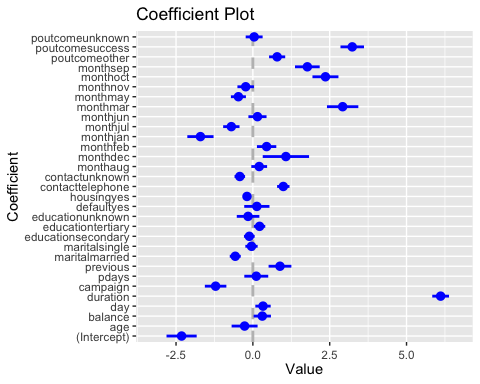 Coefficient Plot
poutcomeunknown
poutcomesuccess
poutcomeother
monthsep
monthoct
monthnov
monthmay
monthmar
monthjun
monthjul
monthjan
monthfeb
monthdec
monthaug
contactunknown
contacttelephone
housingyes
defaultyes
educationunknown
educationtertiary
educationsecondary
maritalsingle
maritalmarried
previous
pdays
campaign
duration
day
balance
age
(Intercept)
Coefficient
-2.5 0.0 2.5 5.0
Value